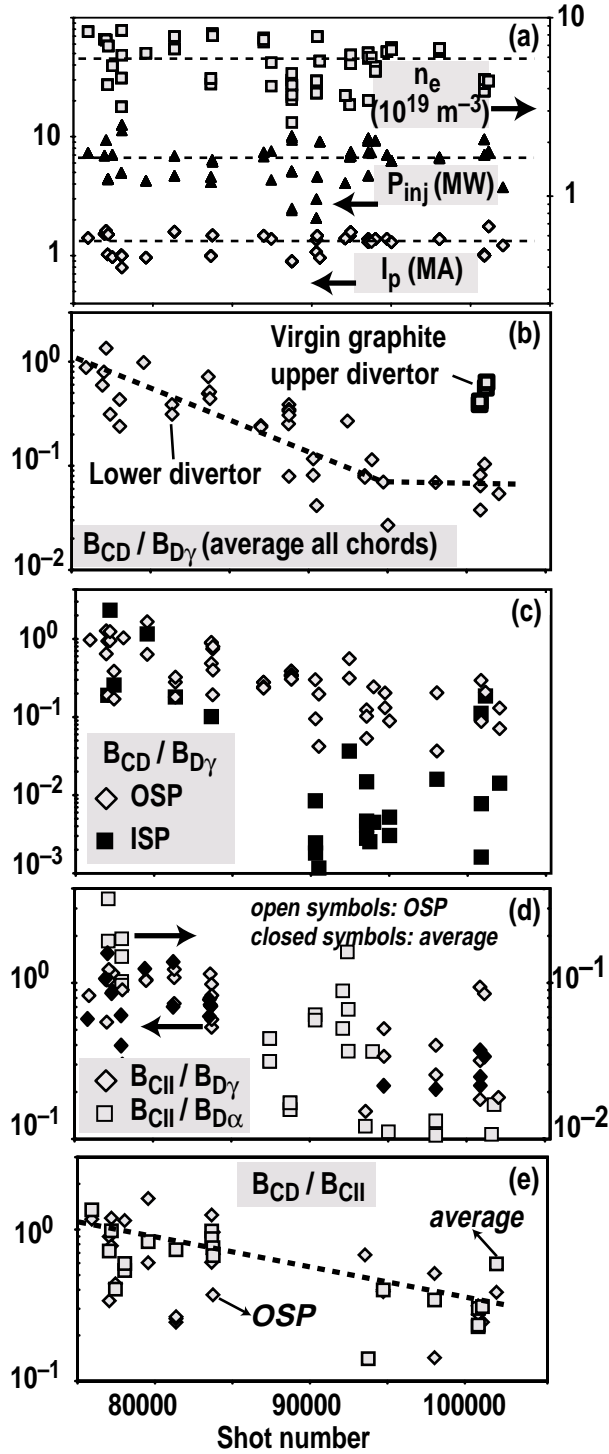 (a)
10
n_e
(10^19 m^–3)
10
P_inj (MW)
1
I_p (MA)
1
(b)
Virgin graphite
upper divertor
10^0
Lower divertor
10^–1
B_CD / B_Dγ (average all chords)
10^–2
(c)
10^0
10^–1
B_CD / B_Dγ
OSP
10^–2
ISP
10^–3
(d)
open symbols: OSP
closed symbols: average
10^0
10^–1
B_CII / B_Dγ
B_CII / B_Dα
10^–1
10^–2
(e)
B_CD / B_CII
average
10^0
OSP
10^–1
80000 90000 100000
Shot number